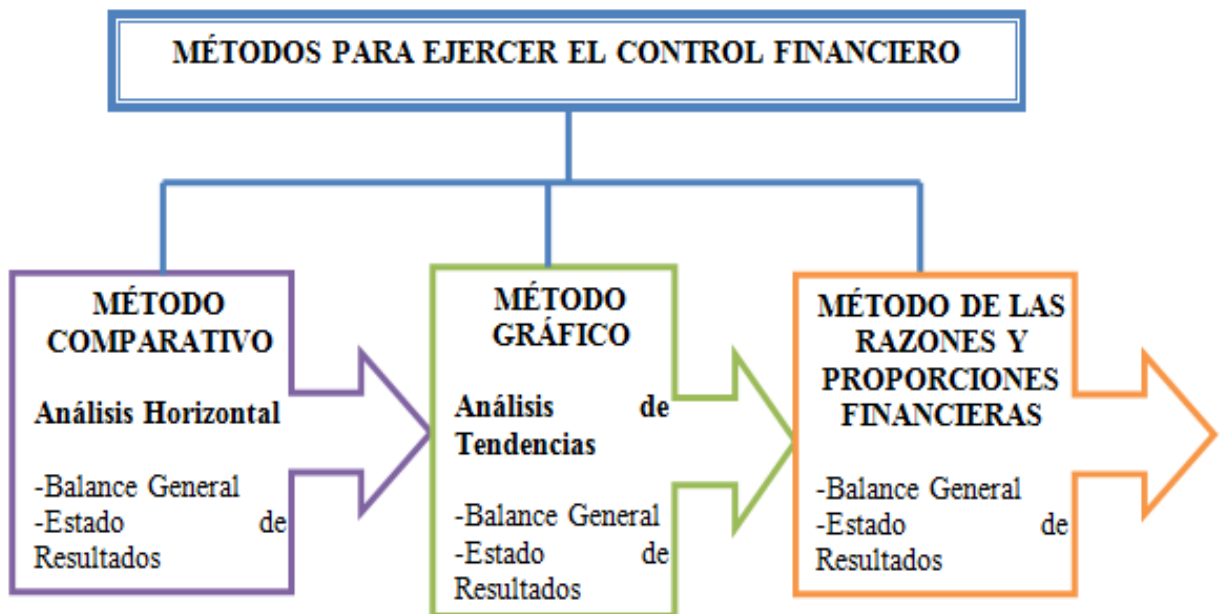 MÉTODOS PARA EJERCER EL CONTROL FINANCIERO
MÉTODO
COMPARATIVO
Análisis Horizontal
-Balance General
-Estado de
Resultados
MÉTODO
GRÁFICO
Análisis de
Tendencias
-Balance General
-Estado de
Resultados
MÉTODO DE LAS
RAZONES Y
PROPORCIONES
FINANCIERAS
-Balance General
-Estado de
Resultados